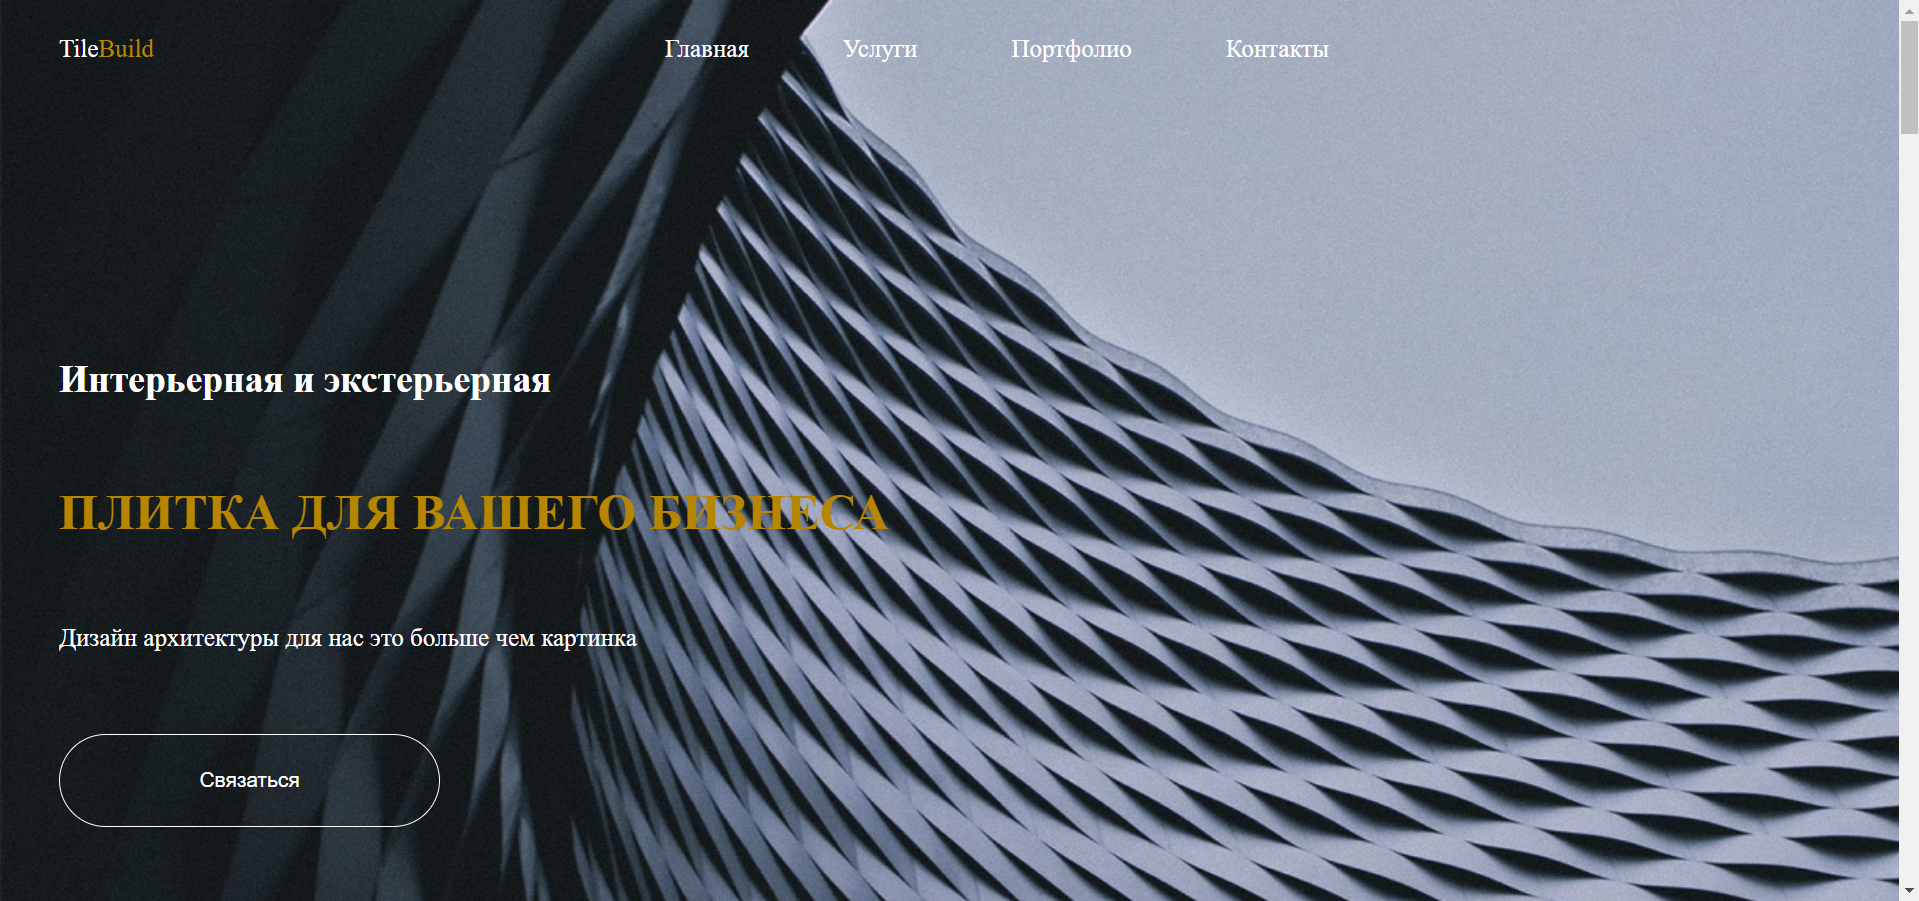 TileBuild
Главная Услуги Портфолио Контакты
Интерьерная и экстерьерная
ПЛИТКА ДЛЯ ВАШЕГО БИЗНЕСА
Дизайн архитектуры для нас это больше чем картинка
Связаться